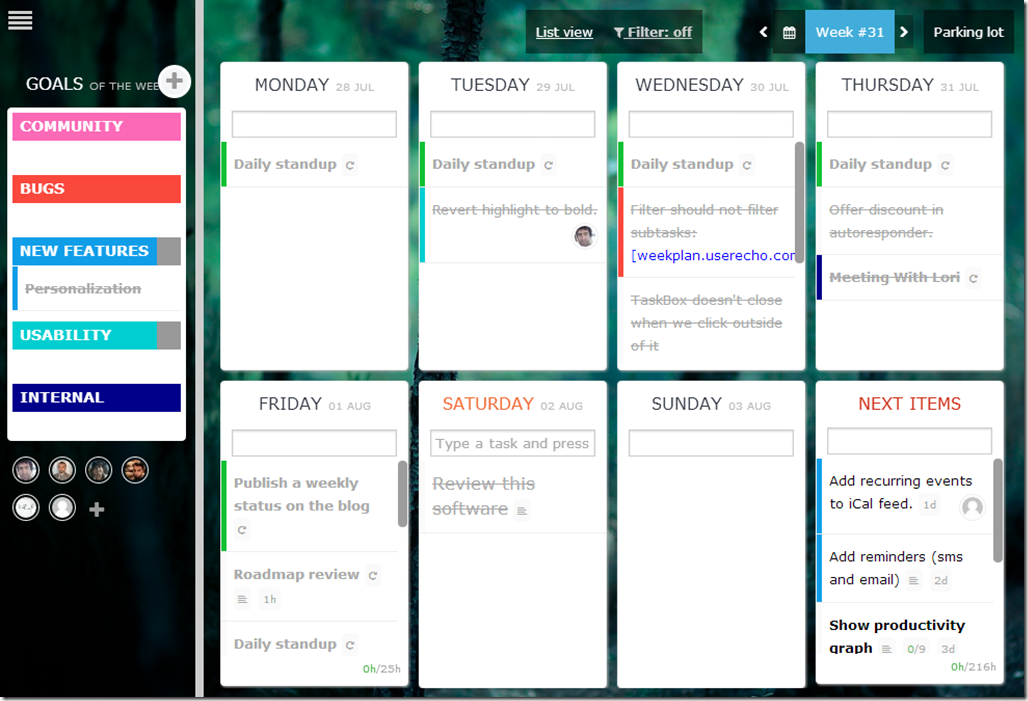 List view
Filter: off
Week #31
Parking lot
GOALS OF THE WEE
COMMUNITY
BUGS
NEW FEATURES
Personalization
USABILITY
INTERNAL
MONDAY 28 JUL
Daily standup
TUESDAY 29 JUL
Daily standup
Revert highlight to bold.
WEDNESDAY 30 JUL
Daily standup
Filter should not filter
subtasks:
[weekplan.userecho.com
TaskBox doesn't close
when we click outside
of it
THURSDAY 31 JUL
Daily standup
Offer discount in
autoresponder.
Meeting With Lori
FRIDAY 01 AUG
Publish a weekly
status on the blog
Roadmap review
1h
Daily standup
0h/25h
SATURDAY 02 AUG
Type a task and press
Review this
software
SUNDAY 03 AUG
NEXT ITEMS
Add recurring events
to iCal feed. 1d
Add reminders (sms
and email) 2d
Show productivity
graph 0/9 3d
0h/216h